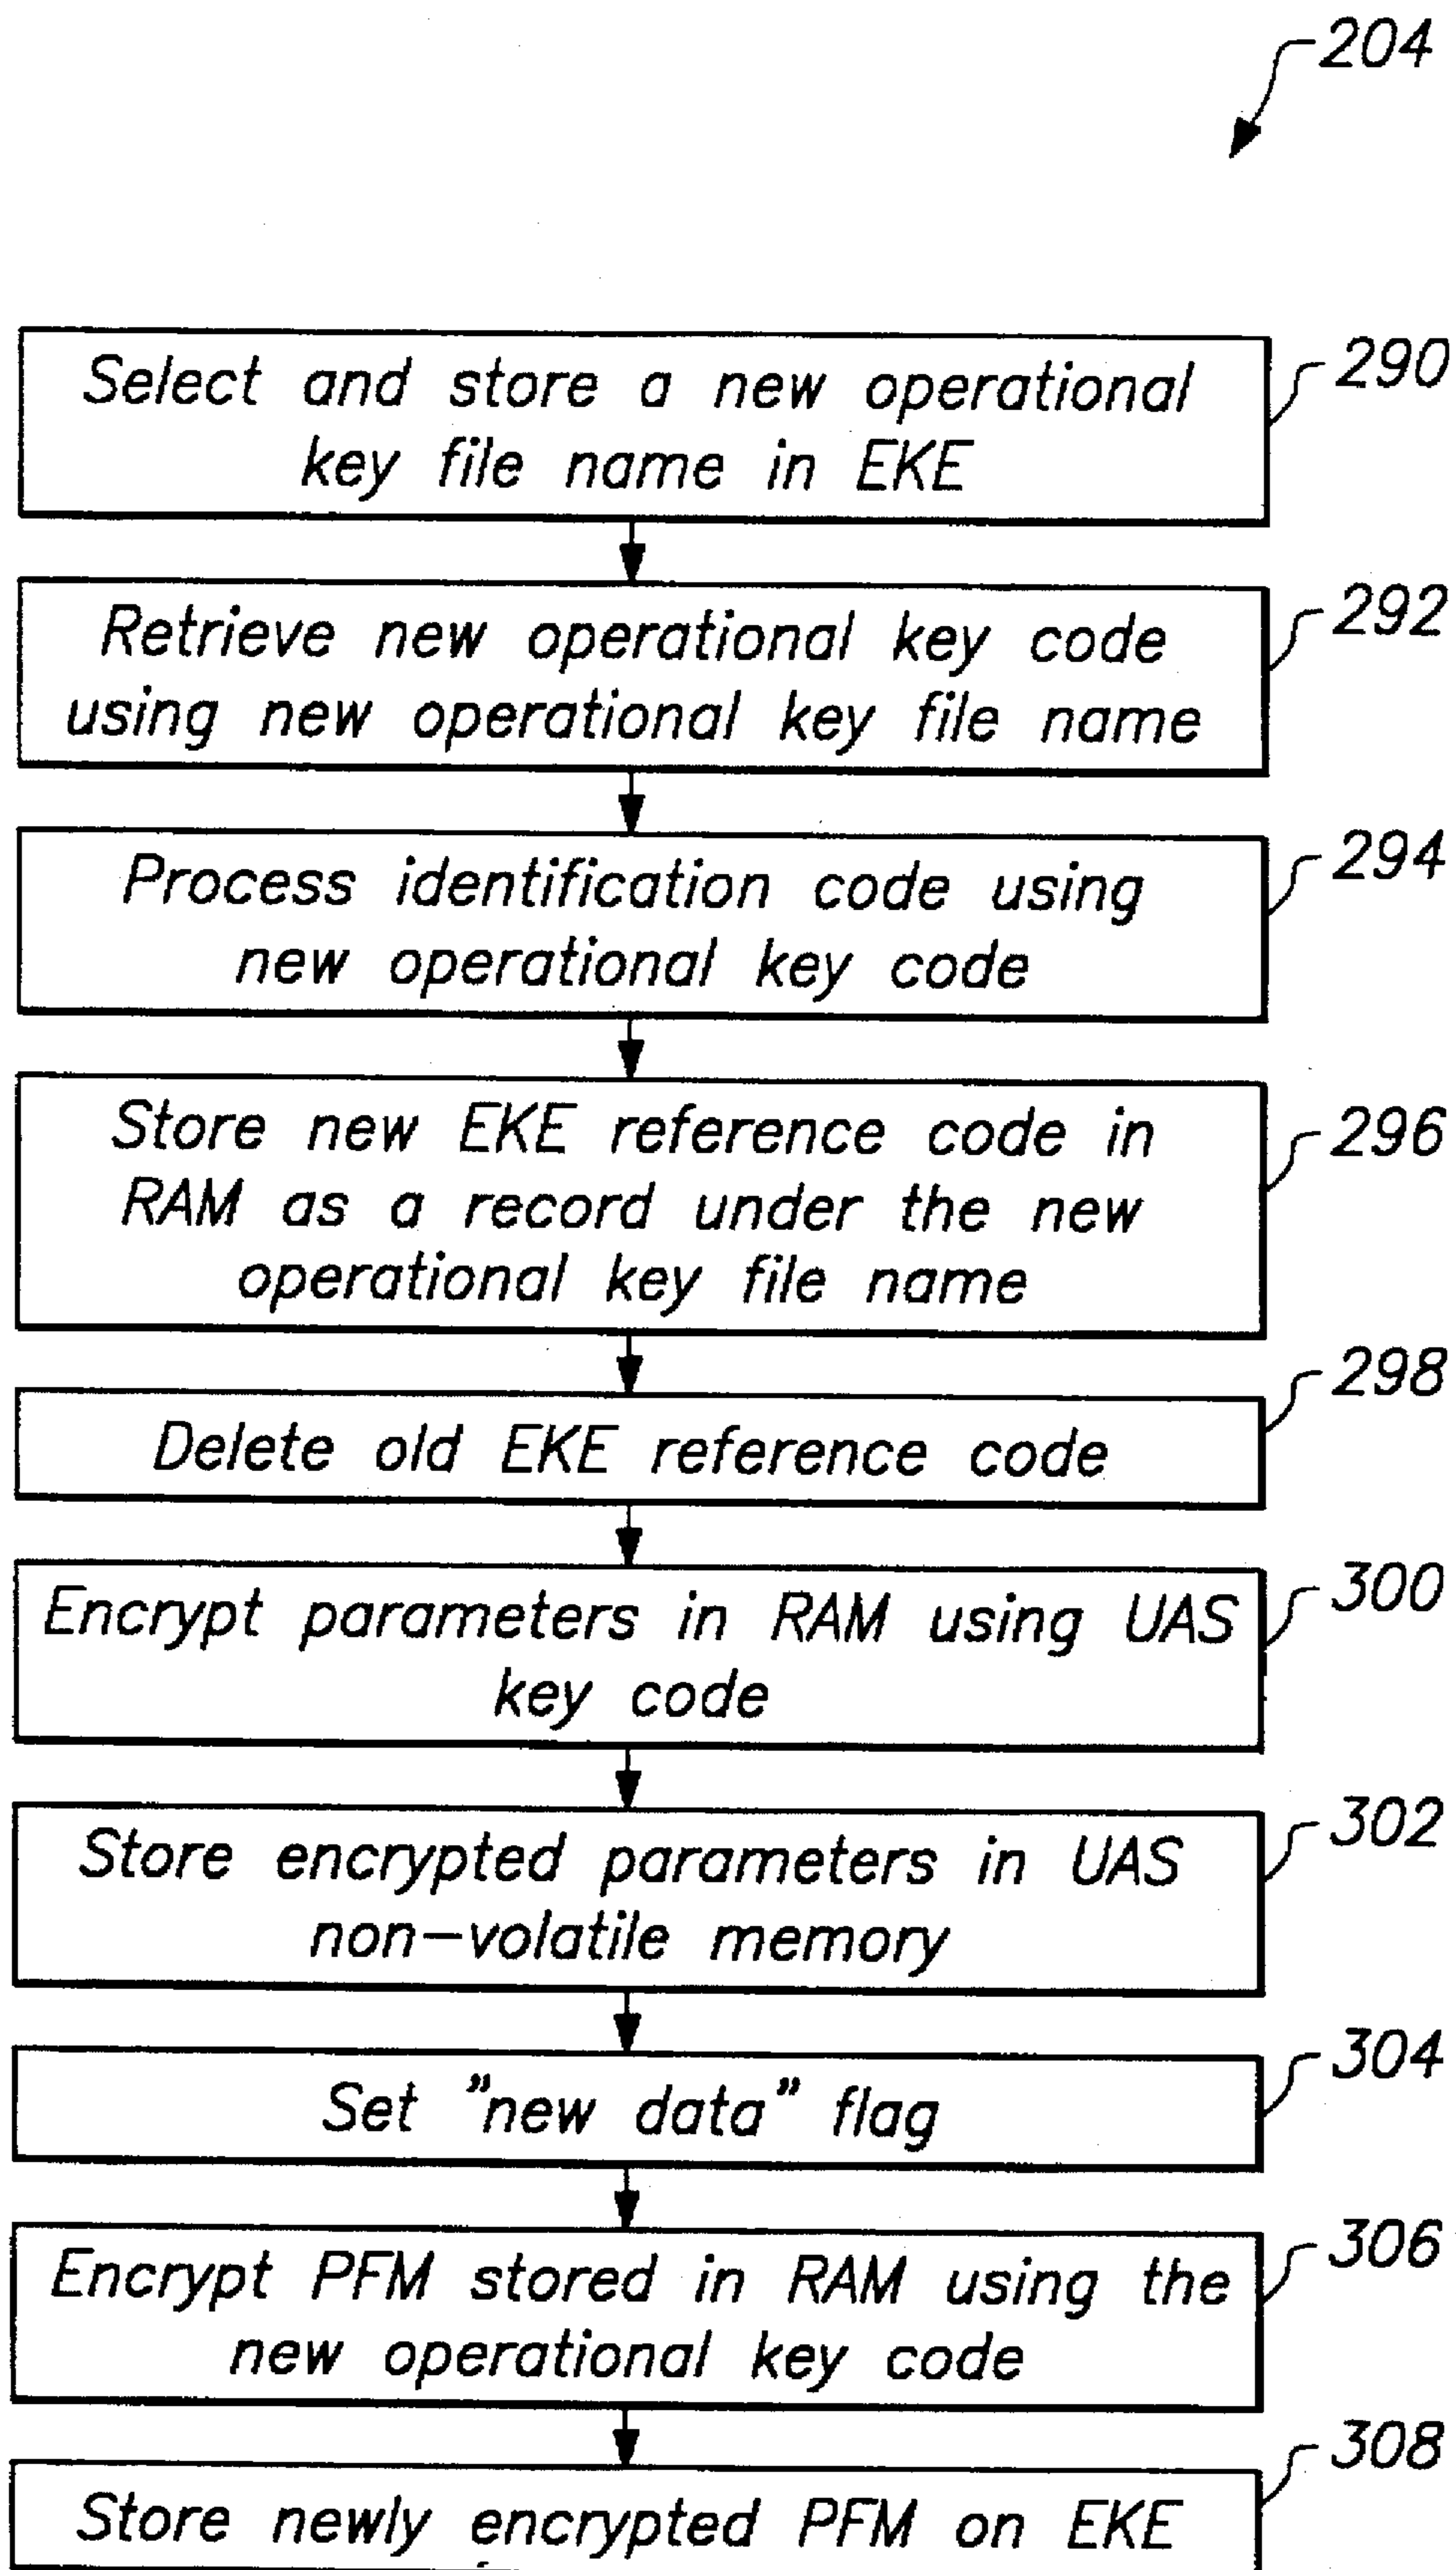 204
Select and store a new operational
key file name in EKE
290
Retrieve new operational key code
using new operational key file name
292
Process identification code using
new operational key code
294
Store new EKE reference code in
RAM as a record under the new
operational key file name
296
Delete old EKE reference code
298
Encrypt parameters in RAM using UAS
key code
300
Store encrypted parameters in UAS
non-volatile memory
302
Set "new data" flag
304
Encrypt PFM stored in RAM using the
new operational key code
306
Store newly encrypted PFM on EKE
308